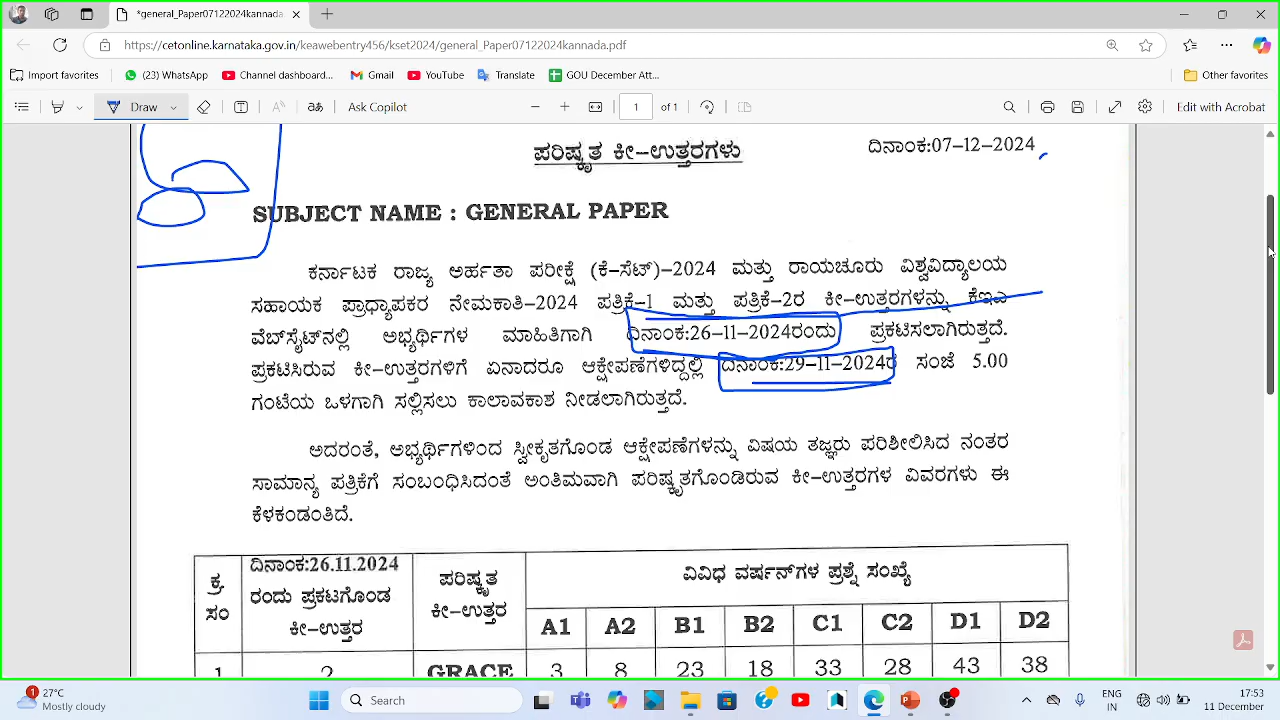 *general_Paper07122024kannada
https://cetonline.karnataka.gov.in/keawebentry456/kset2024/general_Paper07122024kannada.pdf
Import favorites (23) WhatsApp Channel dashboard... Gmail YouTube Translate GOU December Att... Other favorites
Draw Ask Copilot 1 of 1 Edit with Acrobat
ಪರಿಷ್ಕೃತ ಕೀ-ಉತ್ತರಗಳು ದಿನಾಂಕ:07-12-2024
SUBJECT NAME : GENERAL PAPER
ಕರ್ನಾಟಕ ರಾಜ್ಯ ಅರ್ಹತಾ ಪರೀಕ್ಷೆ (ಕೆ-ಸೆಟ್)-2024 ಮತ್ತು ರಾಯಚೂರು ವಿಶ್ವವಿದ್ಯಾಲಯ
ಸಹಾಯಕ ಪ್ರಾಧ್ಯಾಪಕರ ನೇಮಕಾತಿ-2024 ಪತ್ರಿಕೆ-1 ಮತ್ತು ಪತ್ರಿಕೆ-2ರ ಕೀ-ಉತ್ತರಗಳನ್ನು ಕೆಇಎ
ವೆಬ್‌ಸೈಟ್‌ನಲ್ಲಿ ಅಭ್ಯರ್ಥಿಗಳ ಮಾಹಿತಿಗಾಗಿ ದಿನಾಂಕ:26-11-2024ರಂದು ಪ್ರಕಟಿಸಲಾಗಿರುತ್ತದೆ.
ಪ್ರಕಟಿಸಿರುವ ಕೀ-ಉತ್ತರಗಳಿಗೆ ಏನಾದರೂ ಆಕ್ಷೇಪಣೆಗಳಿದ್ದಲ್ಲಿ ದಿನಾಂಕ:29-11-2024ರ ಸಂಜೆ 5.00
ಗಂಟೆಯ ಒಳಗಾಗಿ ಸಲ್ಲಿಸಲು ಕಾಲಾವಕಾಶ ನೀಡಲಾಗಿರುತ್ತದೆ.
ಅದರಂತೆ, ಅಭ್ಯರ್ಥಿಗಳಿಂದ ಸ್ವೀಕೃತಗೊಂಡ ಆಕ್ಷೇಪಣೆಗಳನ್ನು ವಿಷಯ ತಜ್ಞರು ಪರಿಶೀಲಿಸಿದ ನಂತರ
ಸಾಮಾನ್ಯ ಪತ್ರಿಕೆಗೆ ಸಂಬಂಧಿಸಿದಂತೆ ಅಂತಿಮವಾಗಿ ಪರಿಷ್ಕೃತಗೊಂಡಿರುವ ಕೀ-ಉತ್ತರಗಳ ವಿವರಗಳು ಈ
ಕೆಳಕಂಡಂತಿದೆ.
ಕ್ರ ಸಂ
ದಿನಾಂಕ:26.11.2024
ರಂದು ಪ್ರಕಟಗೊಂಡ
ಕೀ-ಉತ್ತರ
ಪರಿಷ್ಕೃತ
ಕೀ-ಉತ್ತರ
ವಿವಿಧ ವರ್ಷನ್‌ಗಳ ಪ್ರಶ್ನೆ ಸಂಖ್ಯೆ
A1 A2 B1 B2 C1 C2 D1 D2
1 2 GRACE 3 8 23 18 33 28 43 38
1 27°C
Mostly cloudy
Search
ENG
IN
17:53
11 December